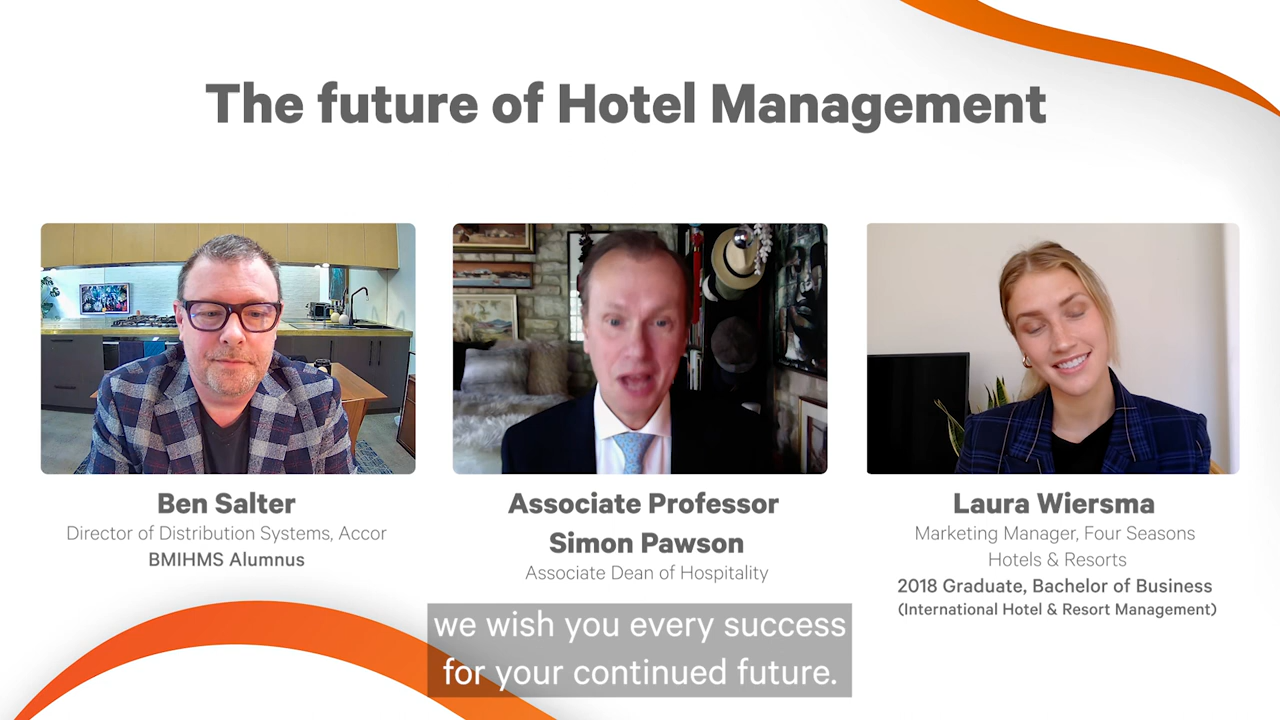 The future of Hotel Management
Ben Salter
Director of Distribution Systems, Accor
BMIHMS Alumnus
Associate Professor
Simon Pawson
Associate Dean of Hospitality
Laura Wiersma
Marketing Manager, Four Seasons
Hotels & Resorts
2018 Graduate, Bachelor of Business
(International Hotel & Resort Management)
we wish you every success
for your continued future.